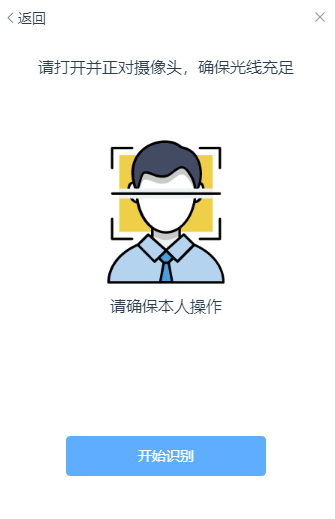 返回
请打开并正对摄像头，确保光线充足
请确保本人操作
开始识别